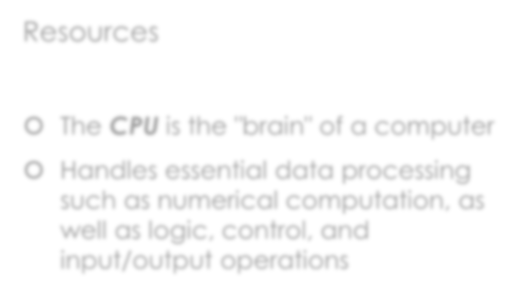 Resources
The CPU is the "brain" of a computer
Handles essential data processing
such as numerical computation, as
well as logic, control, and
input/output operations